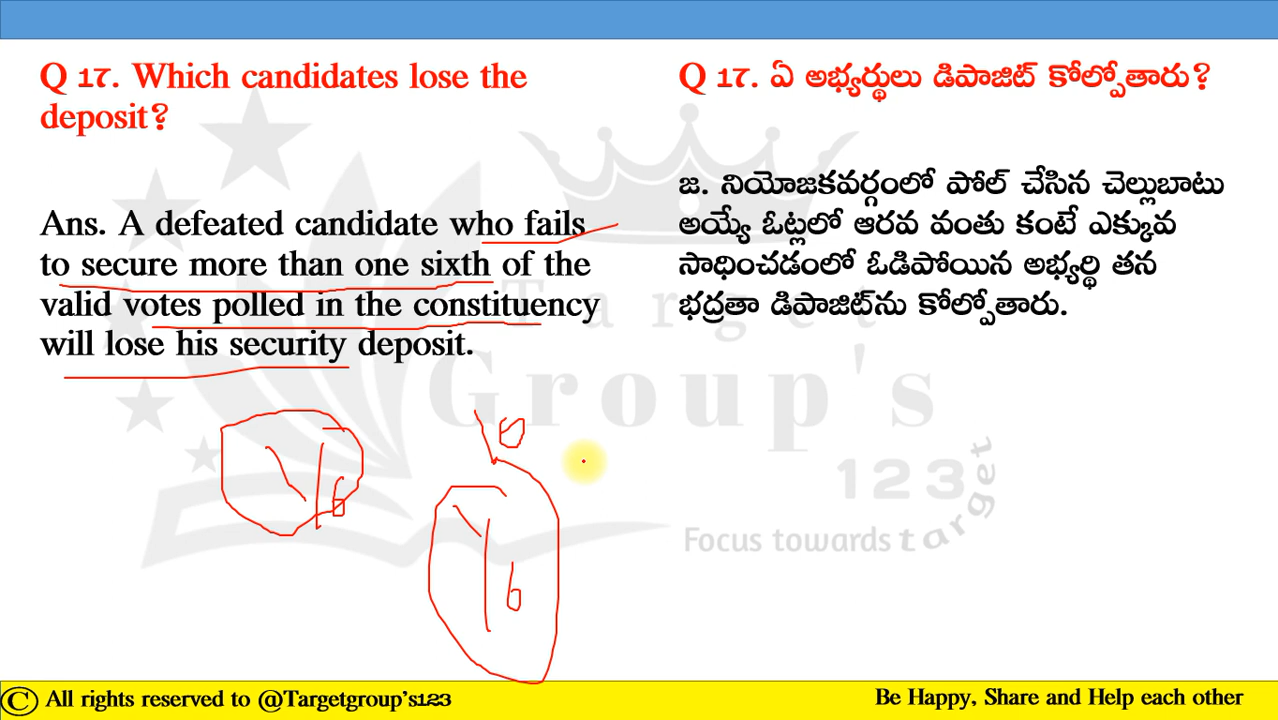 Q 17. Which candidates lose the
deposit?
Ans. A defeated candidate who fails
to secure more than one sixth of the
valid votes polled in the constituency
will lose his security deposit.
Q 17. ఏ అభ్యర్థులు డిపాజిట్ కోల్పోతారు?
జ. నియోజకవర్గంలో పోల్ చేసిన చెల్లుబాటు
అయ్యే ఓట్లలో ఆరవ వంతు కంటే ఎక్కువ
సాధించడంలో ఓడిపోయిన అభ్యర్థి తన
భద్రతా డిపాజిట్‌ను కోల్పోతారు.
Target
Group's
123
target
Focus towards
6
6
© All rights reserved to @Targetgroup's123
Be Happy, Share and Help each other